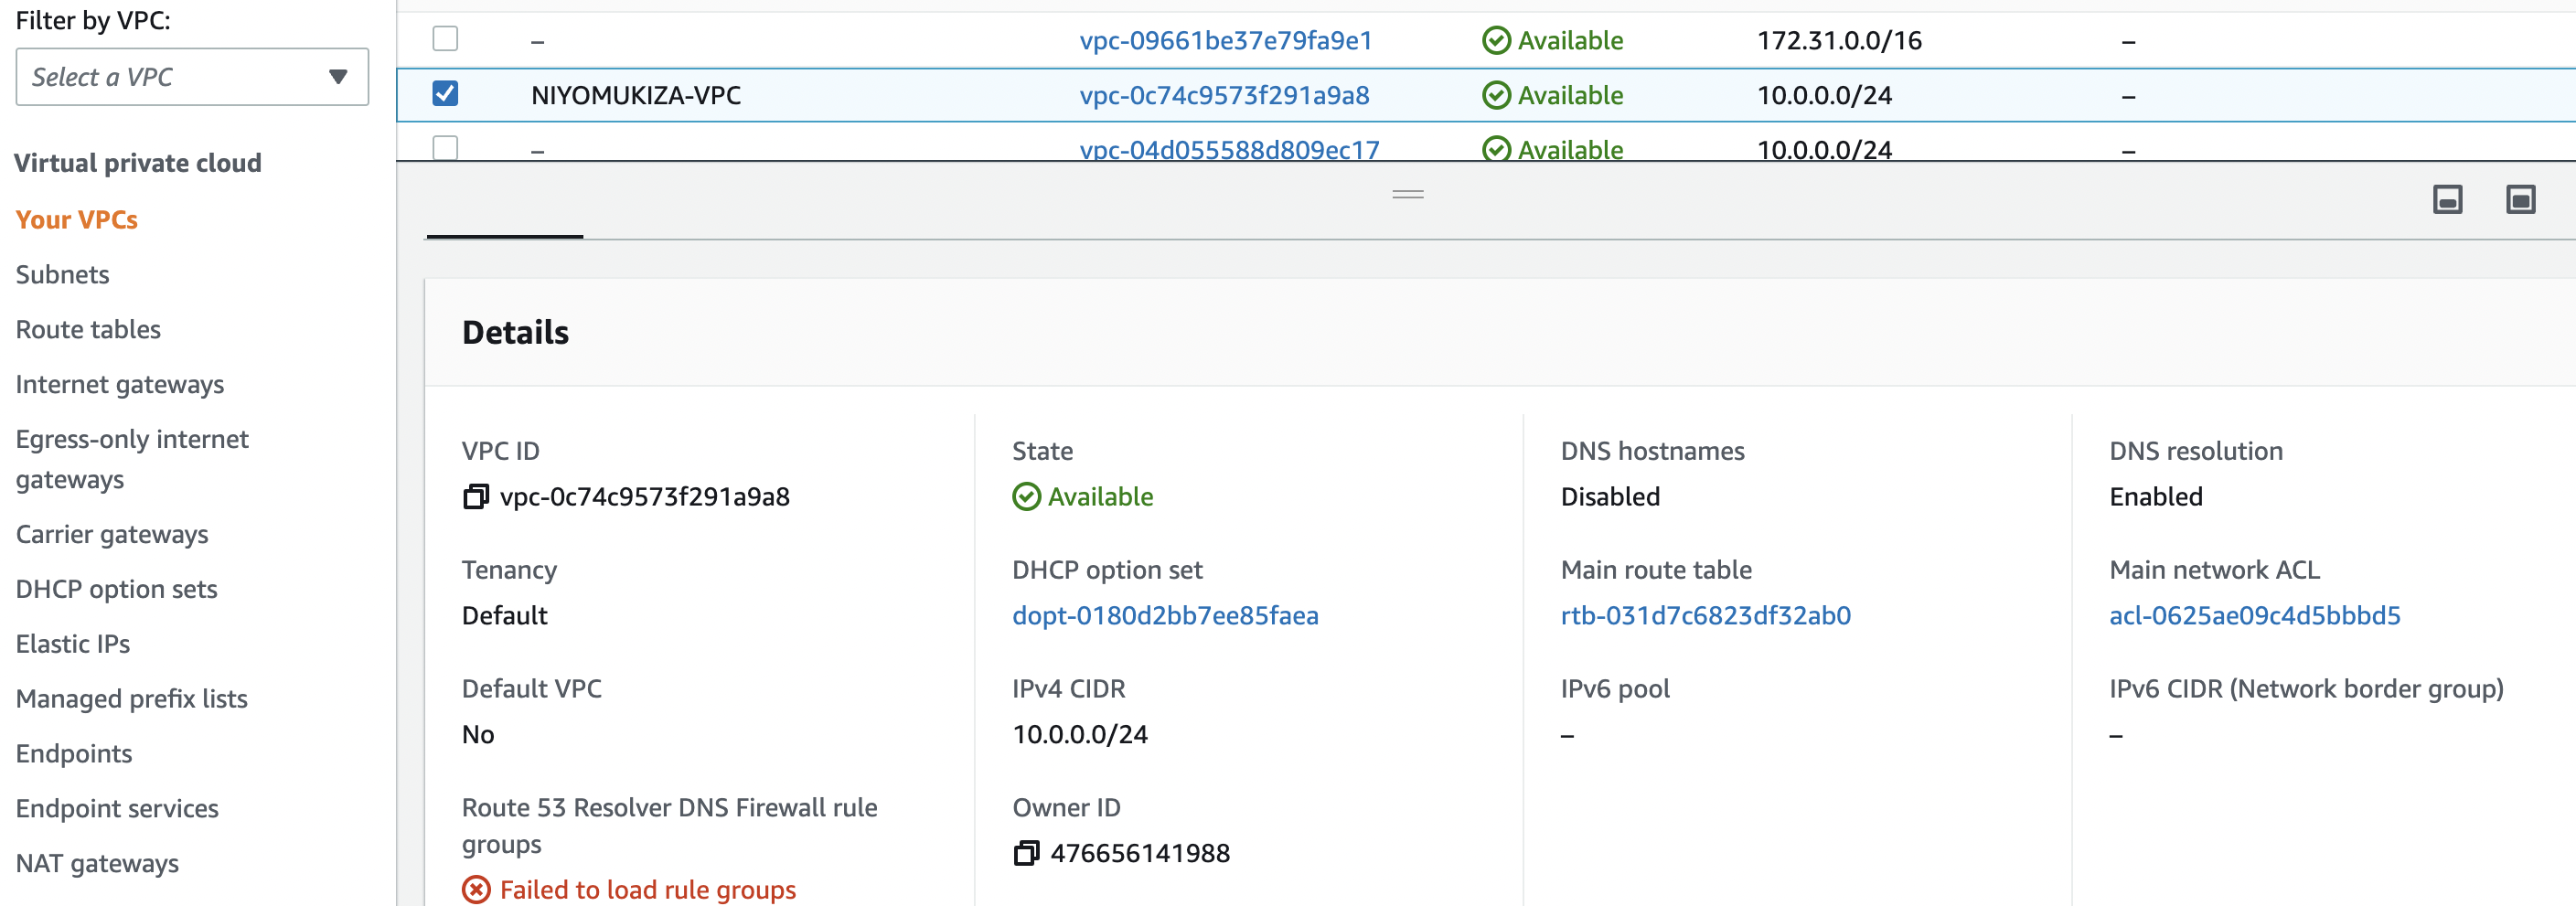 Filter by VPC:
Select a VPC
Virtual private cloud
Your VPCs
Subnets
Route tables
Internet gateways
Egress-only internet
gateways
Carrier gateways
DHCP option sets
Elastic IPs
Managed prefix lists
Endpoints
Endpoint services
NAT gateways
– vpc-09661be37e79fa9e1 Available 172.31.0.0/16 –
NIYOMUKIZA-VPC vpc-0c74c9573f291a9a8 Available 10.0.0.0/24 –
– vpc-04d055588d809ec17 Available 10.0.0.0/24 –
Details
VPC ID
vpc-0c74c9573f291a9a8
State
Available
DNS hostnames
Disabled
DNS resolution
Enabled
Tenancy
Default
DHCP option set
dopt-0180d2bb7ee85faea
Main route table
rtb-031d7c6823df32ab0
Main network ACL
acl-0625ae09c4d5bbbd5
Default VPC
No
IPv4 CIDR
10.0.0.0/24
IPv6 pool
–
IPv6 CIDR (Network border group)
–
Route 53 Resolver DNS Firewall rule
groups
Failed to load rule groups
Owner ID
476656141988